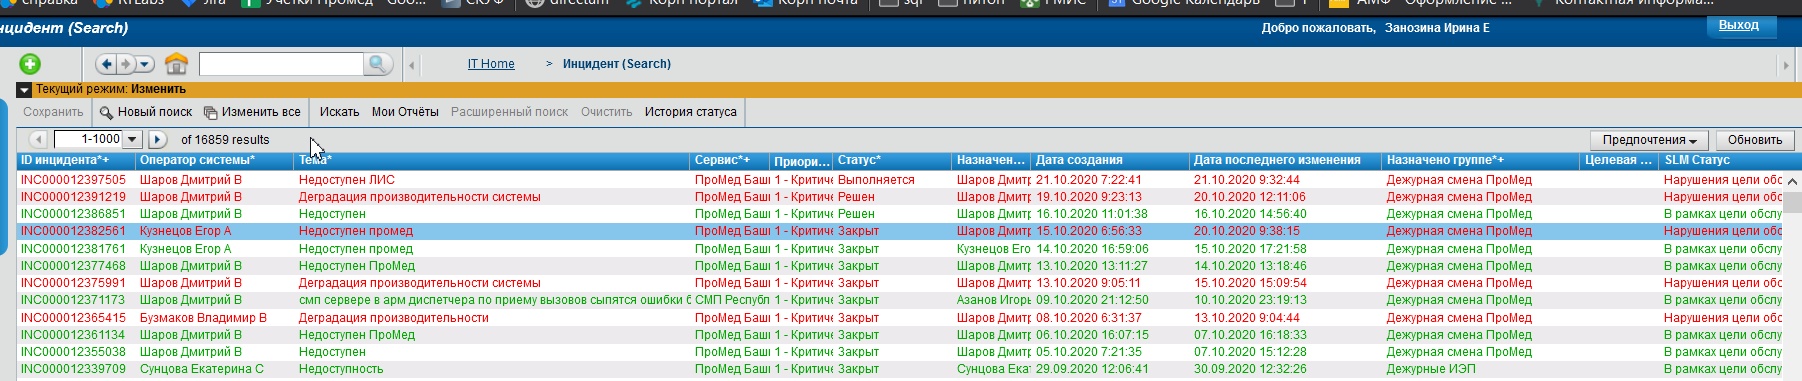 справка RTLabs Лга Учетки Промед - Goo... СКУФ directum Корп портал Корп почта sql питон РМИС Google Календарь Т АМФ - Оформление ... Контактная информа...
нцидент (Search) Добро пожаловать, Занозина Ирина Е Выход
IT Home > Инцидент (Search)
Текущий режим: Изменить
Сохранить Новый поиск Изменить все Искать Мои Отчёты Расширенный поиск Очистить История статуса
1-1000 of 16859 results Предпочтения Обновить
ID инцидента*+ Оператор системы* Тема* Сервис*+ Приори... Статус* Назначен... Дата создания Дата последнего изменения Назначено группе*+ Целевая ... SLM Статус
INC000012397505 Шаров Дмитрий В Недоступен ЛИС ПроМед Баш 1 - Критиче Выполняется Шаров Дмитр 21.10.2020 7:22:41 21.10.2020 9:32:44 Дежурная смена ПроМед Нарушения цели обс
INC000012391219 Шаров Дмитрий В Деградация производительности системы ПроМед Баш 1 - Критиче Решен Шаров Дмитр 19.10.2020 9:23:13 20.10.2020 12:11:06 Дежурная смена ПроМед Нарушения цели обс
INC000012386851 Шаров Дмитрий В Недоступен ПроМед Баш 1 - Критиче Решен Шаров Дмитр 16.10.2020 11:01:38 16.10.2020 14:56:40 Дежурная смена ПроМед В рамках цели обслу
INC000012382561 Кузнецов Егор А Недоступен промед ПроМед Баш 1 - Критиче Закрыт Шаров Дмитр 15.10.2020 6:56:33 20.10.2020 9:38:15 Дежурная смена ПроМед Нарушения цели обс
INC000012381761 Кузнецов Егор А Недоступен промед ПроМед Баш 1 - Критиче Закрыт Кузнецов Его 14.10.2020 16:59:06 15.10.2020 17:21:58 Дежурная смена ПроМед В рамках цели обслу
INC000012377468 Шаров Дмитрий В Недоступен ПроМед ПроМед Баш 1 - Критиче Закрыт Шаров Дмитр 13.10.2020 13:11:27 14.10.2020 13:18:46 Дежурная смена ПроМед В рамках цели обслу
INC000012375991 Шаров Дмитрий В Деградация производительности системы ПроМед Баш 1 - Критиче Закрыт Шаров Дмитр 13.10.2020 9:05:11 15.10.2020 15:09:54 Дежурная смена ПроМед Нарушения цели обс
INC000012371173 Шаров Дмитрий В смп сервере в арм диспетчера по приему вызовов сыпятся ошибки б СМП Республ 1 - Критиче Закрыт Азанов Игорь 09.10.2020 21:12:50 10.10.2020 23:19:13 Дежурная смена ПроМед В рамках цели обслу
INC000012365415 Бузмаков Владимир В Деградация производительности ПроМед Баш 1 - Критиче Закрыт Шаров Дмитр 08.10.2020 6:31:37 13.10.2020 9:04:44 Дежурная смена ПроМед Нарушения цели обс
INC000012361134 Шаров Дмитрий В Недоступен ПроМед ПроМед Баш 1 - Критиче Закрыт Шаров Дмитр 06.10.2020 16:07:15 07.10.2020 16:18:33 Дежурная смена ПроМед В рамках цели обслу
INC000012355038 Шаров Дмитрий В Недоступен ПроМед Баш 1 - Критиче Закрыт Шаров Дмитр 05.10.2020 7:21:35 07.10.2020 15:12:28 Дежурная смена ПроМед В рамках цели обслу
INC000012339709 Сунцова Екатерина С Недоступность ПроМед Баш 1 - Критиче Закрыт Сунцова Екат 29.09.2020 12:06:41 30.09.2020 12:32:26 Дежурные ИЭП В рамках цели обслу